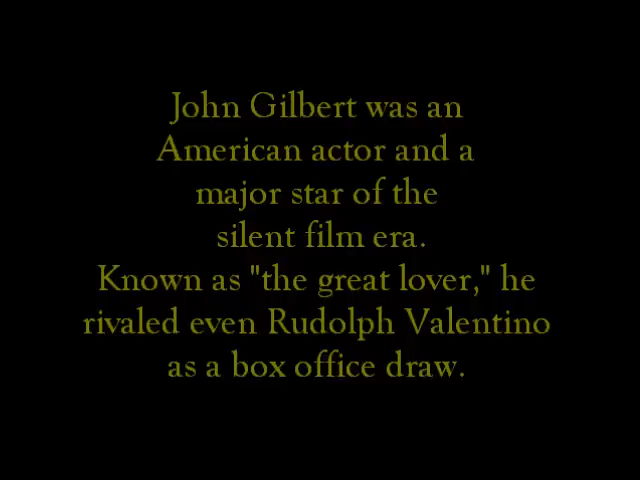 John Gilbert was an
American actor and a
major star of the
silent film era.
Known as "the great lover," he
rivaled even Rudolph Valentino
as a box office draw.